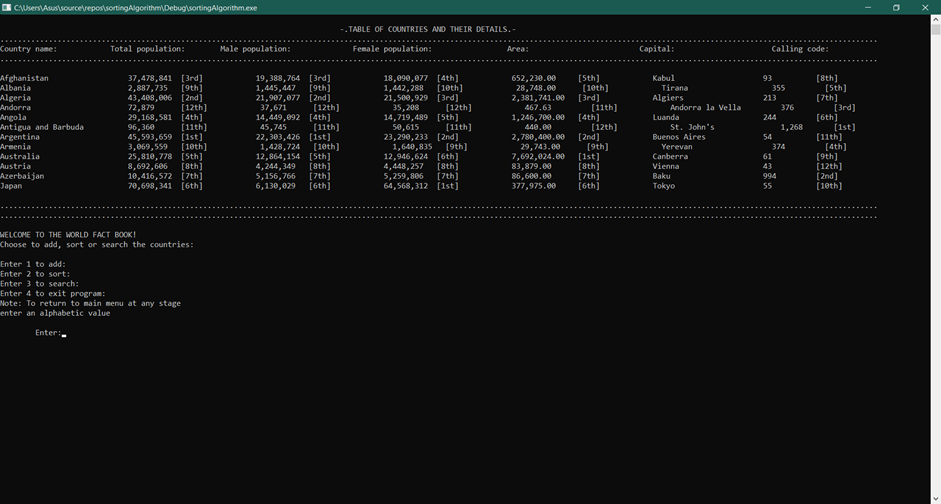 C:\Users\Asus\source\repos\sortingAlgorithm\Debug\sortingAlgorithm.exe
-.TABLE OF COUNTRIES AND THEIR DETAILS.-
Country name: Total population: Male population: Female population: Area: Capital: Calling code:
Afghanistan 37,478,841 [3rd] 19,388,764 [3rd] 18,090,077 [4th] 652,230.00 [5th] Kabul 93 [8th]
Albania 2,887,735 [9th] 1,445,447 [9th] 1,442,288 [10th] 28,748.00 [10th] Tirana 355 [5th]
Algeria 43,408,006 [2nd] 21,907,077 [2nd] 21,500,929 [3rd] 2,381,741.00 [3rd] Algiers 213 [7th]
Andorra 72,879 [12th] 37,671 [12th] 35,208 [12th] 467.63 [11th] Andorra la Vella 376 [3rd]
Angola 29,168,581 [4th] 14,449,092 [4th] 14,719,489 [5th] 1,246,700.00 [4th] Luanda 244 [6th]
Antigua and Barbuda 96,360 [11th] 45,745 [11th] 50,615 [11th] 440.00 [12th] St. John's 1,268 [1st]
Argentina 45,593,659 [1st] 22,303,426 [1st] 23,290,233 [2nd] 2,780,400.00 [2nd] Buenos Aires 54 [11th]
Armenia 3,069,559 [10th] 1,428,724 [10th] 1,640,835 [9th] 29,743.00 [9th] Yerevan 374 [4th]
Australia 25,810,778 [5th] 12,864,154 [5th] 12,946,624 [6th] 7,692,024.00 [1st] Canberra 61 [9th]
Austria 8,692,606 [8th] 4,244,349 [8th] 4,448,257 [8th] 83,879.00 [8th] Vienna 43 [12th]
Azerbaijan 10,416,572 [7th] 5,156,766 [7th] 5,259,806 [7th] 86,600.00 [7th] Baku 994 [2nd]
Japan 70,698,341 [6th] 6,130,029 [6th] 64,568,312 [1st] 377,975.00 [6th] Tokyo 55 [10th]
WELCOME TO THE WORLD FACT BOOK!
Choose to add, sort or search the countries:
Enter 1 to add:
Enter 2 to sort:
Enter 3 to search:
Enter 4 to exit program:
Note: To return to main menu at any stage
enter an alphabetic value
Enter: